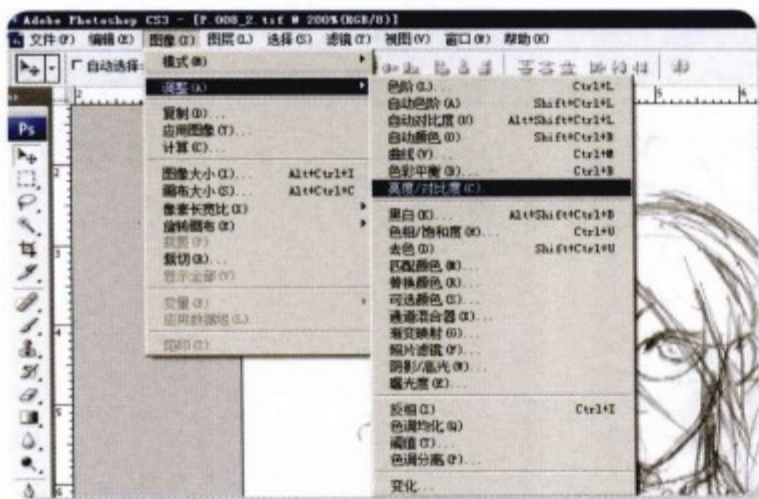 Adobe Photoshop CS3 - [P.008_2.tif @ 200%(RGB/8)]
文件(F) 编辑(E) 图像(I) 图层(L) 选择(S) 滤镜(T) 视图(V) 窗口(W) 帮助(H)
自动选择:
模式(M)
调整(A)
复制(D)...
应用图像(Y)...
计算(C)...
图像大小(I)... Alt+Ctrl+I
画布大小(S)... Alt+Ctrl+C
像素长宽比(X)
旋转画布(E)
裁剪(P)
裁切(R)...
显示全部(V)
变量(B)
应用数据组(L)...
陷印(T)...
色阶(L)... Ctrl+L
自动色阶(A) Shift+Ctrl+L
自动对比度(U) Alt+Shift+Ctrl+L
自动颜色(O) Shift+Ctrl+B
曲线(V)... Ctrl+M
色彩平衡(B)... Ctrl+B
亮度/对比度(C)...
黑白(K)... Alt+Shift+Ctrl+B
色相/饱和度(H)... Ctrl+U
去色(D) Shift+Ctrl+U
匹配颜色(M)...
替换颜色(R)...
可选颜色(S)...
通道混合器(X)...
渐变映射(G)...
照片滤镜(F)...
阴影/高光(W)...
曝光度(E)...
反相(I) Ctrl+I
色调均化(Q)
阈值(T)...
色调分离(P)...
变化...
Ps
2
5
6
2
3
4
5
6